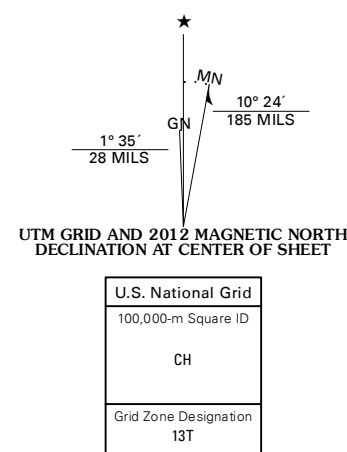 ★
MN
10° 24´
185 MILS
GN
1° 35´
28 MILS
UTM GRID AND 2012 MAGNETIC NORTH
DECLINATION AT CENTER OF SHEET
U.S. National Grid
100,000-m Square ID
CH
Grid Zone Designation
13T